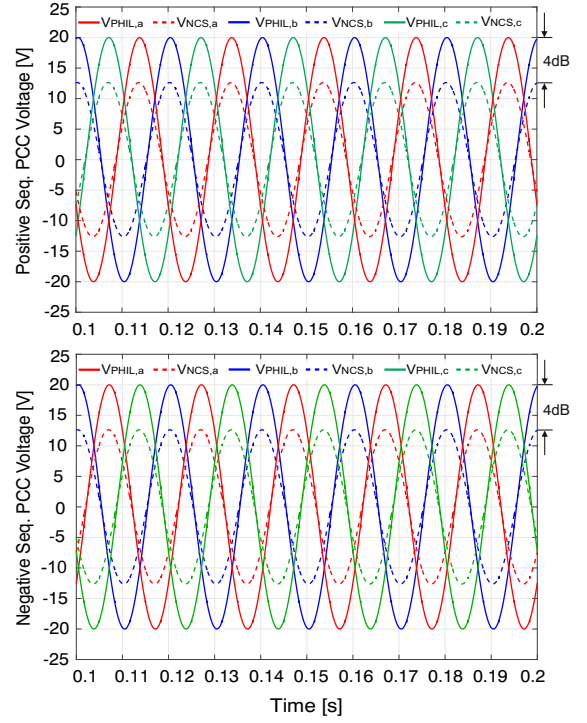 VPHIL,a VNCS,a VPHIL,b VNCS,b VPHIL,c VNCS,c
25
20
15
10
5
0
-5
-10
-15
-20
-25
Positive Seq. PCC Voltage [V]
4dB
0.1 0.11 0.12 0.13 0.14 0.15 0.16 0.17 0.18 0.19 0.2
VPHIL,a VNCS,a VPHIL,b VNCS,b VPHIL,c VNCS,c
25
20
15
10
5
0
-5
-10
-15
-20
-25
Negative Seq. PCC Voltage [V]
4dB
0.1 0.11 0.12 0.13 0.14 0.15 0.16 0.17 0.18 0.19 0.2
Time [s]